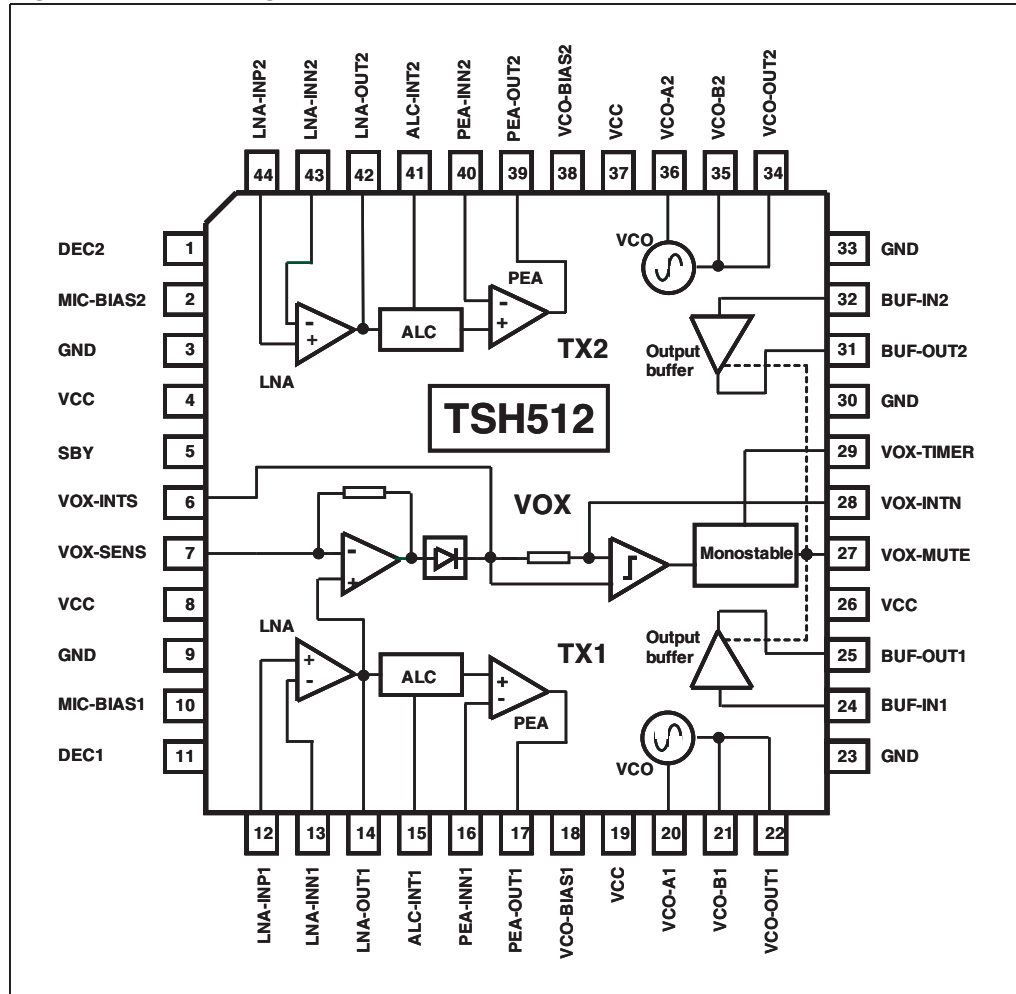 LNA-INP2
LNA-INN2
LNA-OUT2
ALC-INT2
PEA-INN2
PEA-OUT2
VCO-BIAS2
VCC
VCO-A2
VCO-B2
VCO-OUT2
44
43
42
41
40
39
38
37
36
35
34
DEC2
1
MIC-BIAS2
2
GND
3
VCC
4
SBY
5
VOX-INTS
6
VOX-SENS
7
VCC
8
GND
9
MIC-BIAS1
10
DEC1
11
-
+
LNA
ALC
PEA
-
+
TX2
VCO
Output
buffer
TSH512
VOX
-
+
Monostable
LNA
+
-
ALC
+
-
PEA
TX1
Output
buffer
VCO
33
GND
32
BUF-IN2
31
BUF-OUT2
30
GND
29
VOX-TIMER
28
VOX-INTN
27
VOX-MUTE
26
VCC
25
BUF-OUT1
24
BUF-IN1
23
GND
12
13
14
15
16
17
18
19
20
21
22
LNA-INP1
LNA-INN1
LNA-OUT1
ALC-INT1
PEA-INN1
PEA-OUT1
VCO-BIAS1
VCC
VCO-A1
VCO-B1
VCO-OUT1